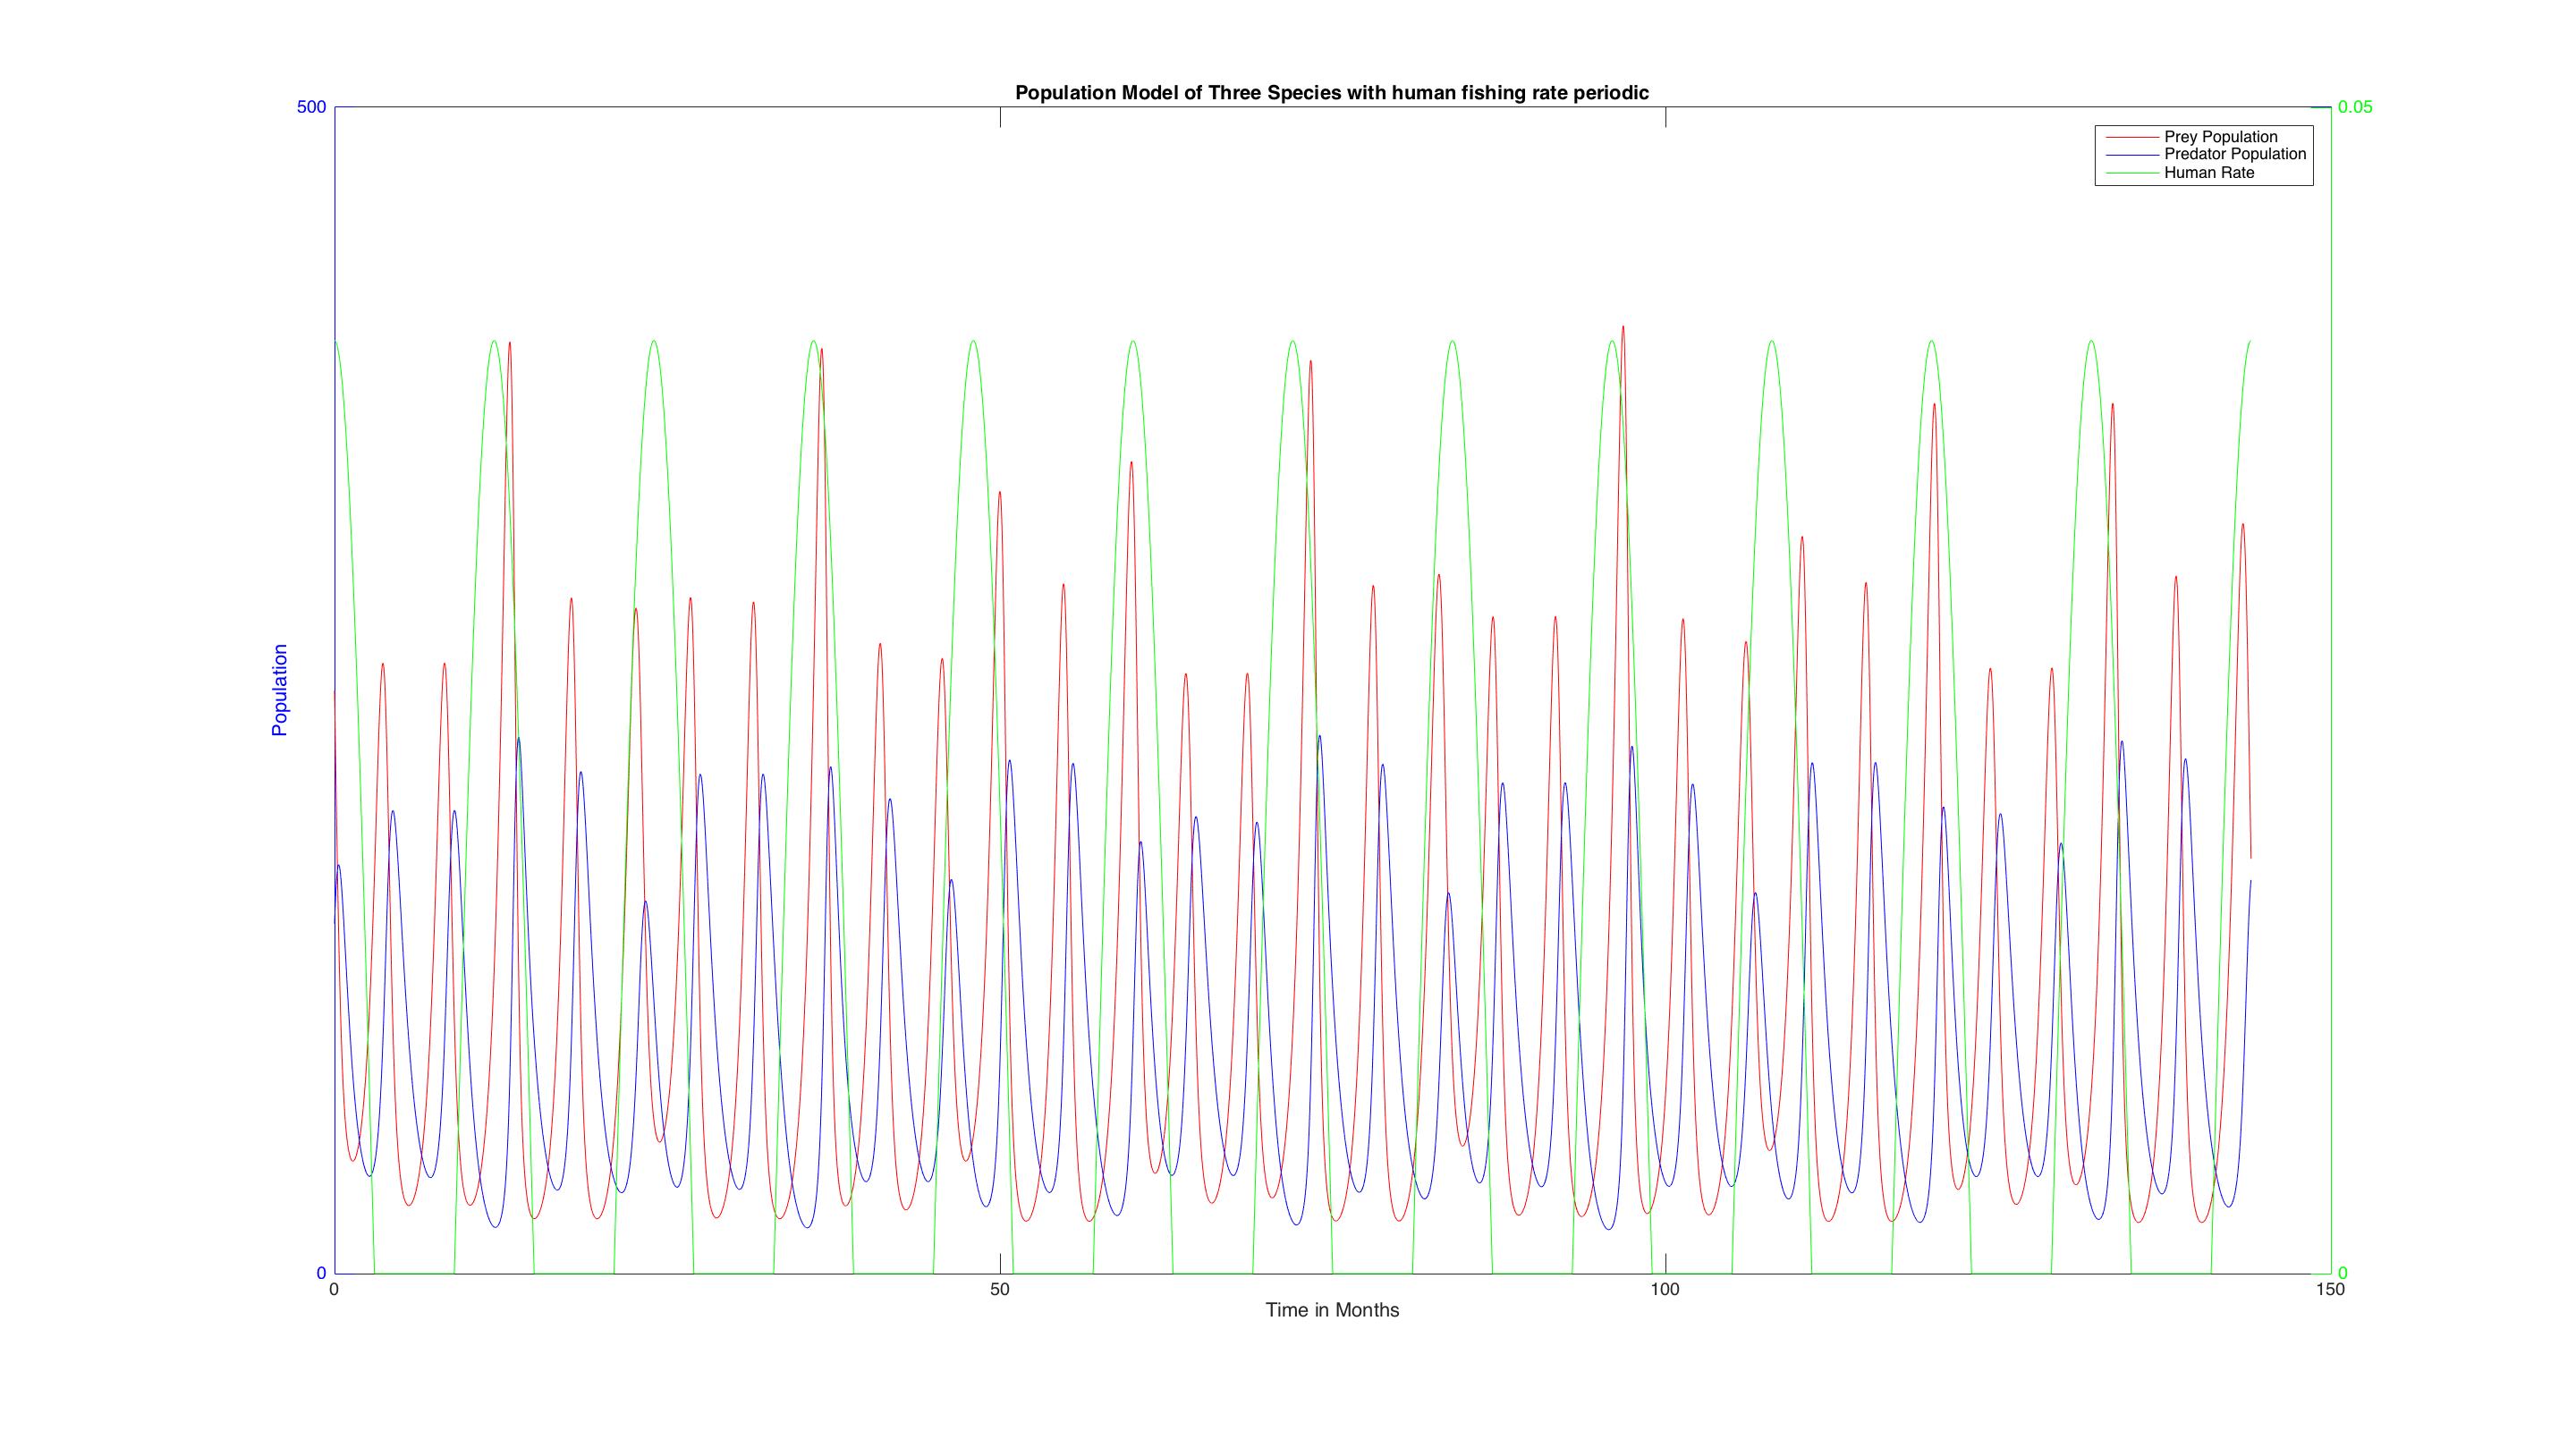 Population Model of Three Species with human fishing rate periodic
500
0.05
Prey Population
Predator Population
Human Rate
Population
0
0
0
50
100
150
Time in Months